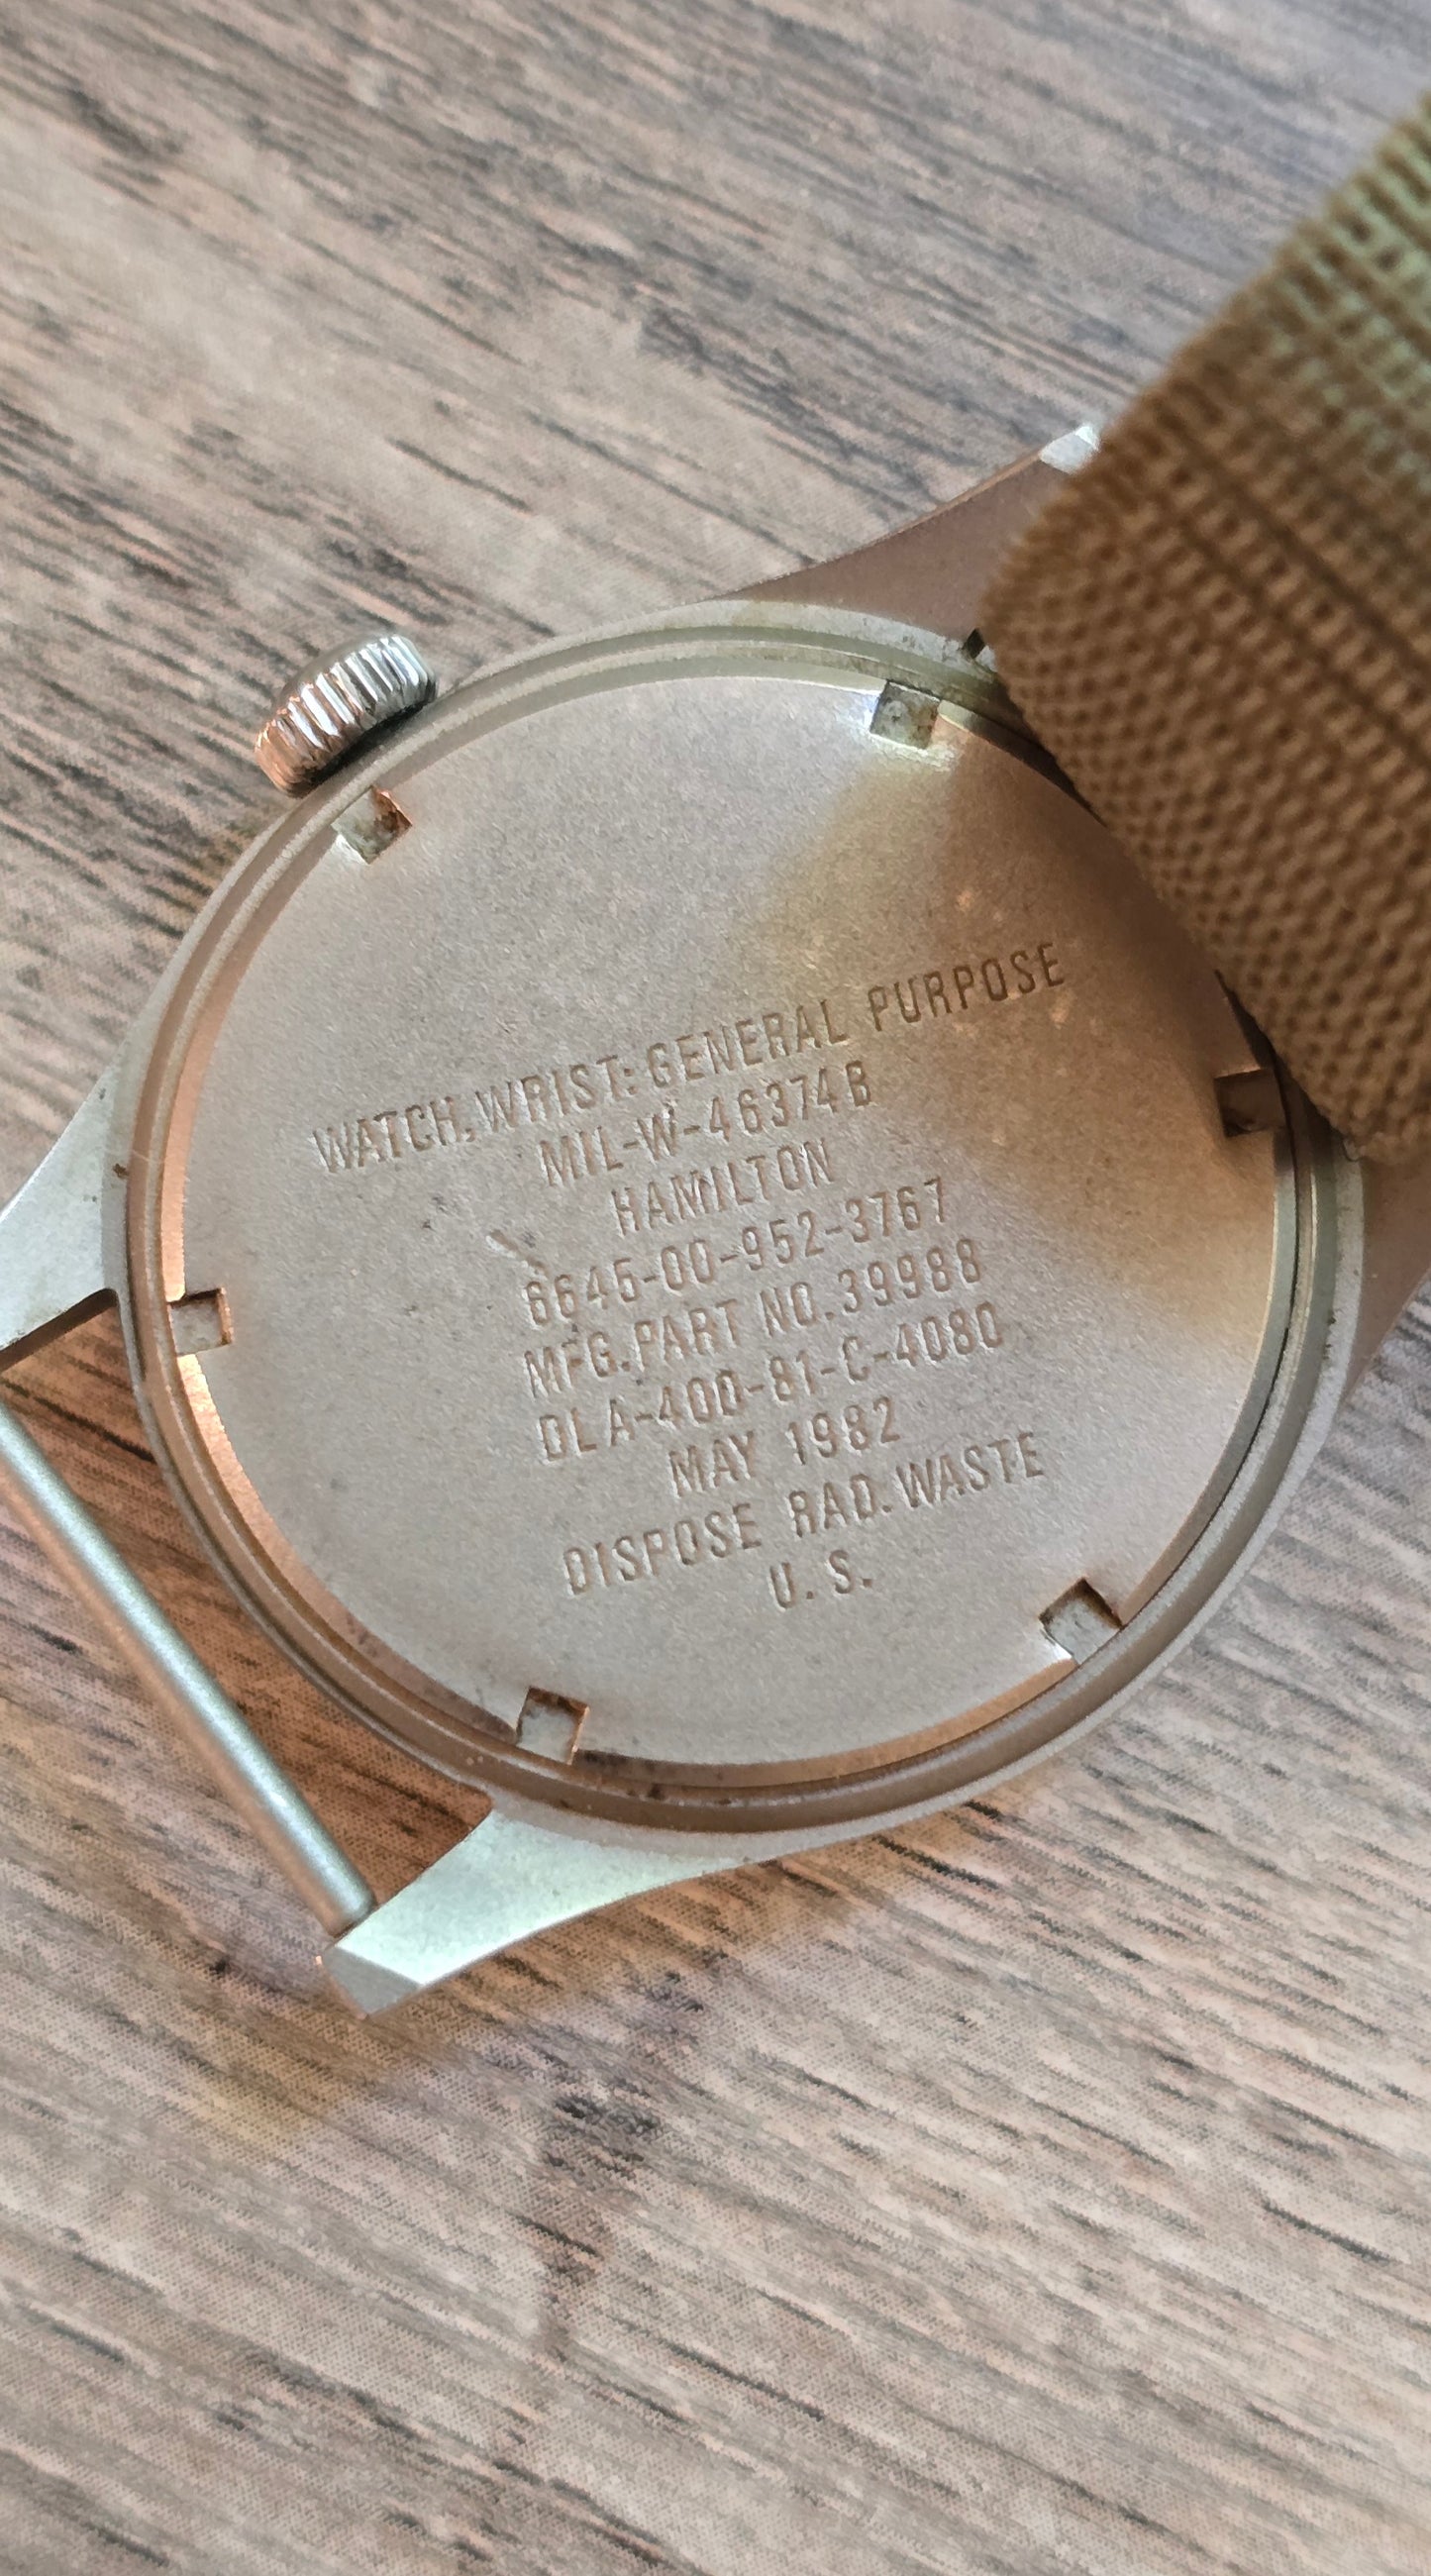 WATCH, WRIST: GENERAL PURPOSE
MIL-W-46374B
HAMILTON
6645-00-952-3767
MFG. PART NO. 39988
DLA-400-81-C-4080
MAY 1982
DISPOSE RAD. WASTE
U. S.